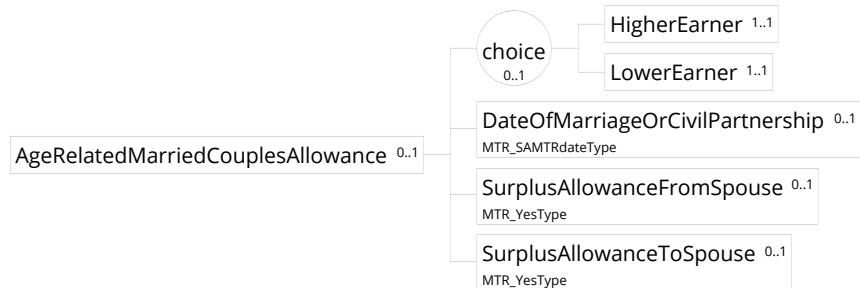 HigherEarner 1..1
choice
0..1
LowerEarner 1..1
DateOfMarriageOrCivilPartnership 0..1
MTR_SAMTRdateType
AgeRelatedMarriedCouplesAllowance 0..1
SurplusAllowanceFromSpouse 0..1
MTR_YesType
SurplusAllowanceToSpouse 0..1
MTR_YesType